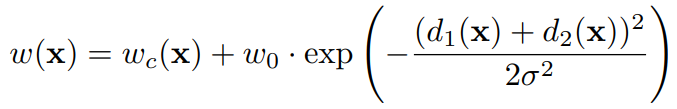 w(x) = w_c(x) + w_0 · exp(−(d_1(x) + d_2(x))^2 / 2σ^2)